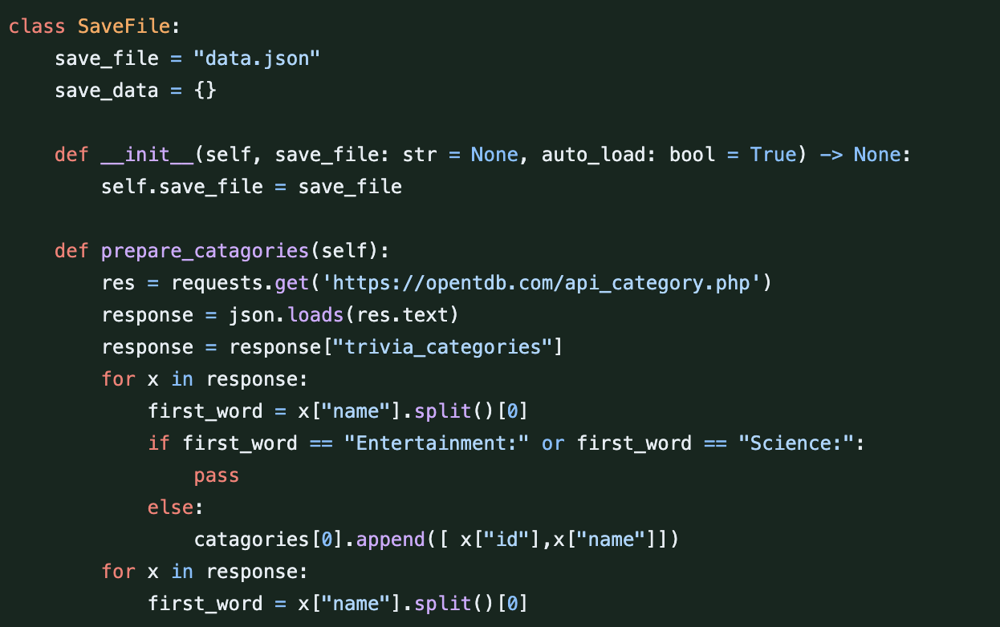 class SaveFile:
    save_file = "data.json"
    save_data = {}

    def __init__(self, save_file: str = None, auto_load: bool = True) -> None:
        self.save_file = save_file

    def prepare_catagories(self):
        res = requests.get('https://opentdb.com/api_category.php')
        response = json.loads(res.text)
        response = response["trivia_categories"]
        for x in response:
            first_word = x["name"].split()[0]
            if first_word == "Entertainment:" or first_word == "Science:":
                pass
            else:
                catagories[0].append([ x["id"],x["name"]])
        for x in response:
            first_word = x["name"].split()[0]